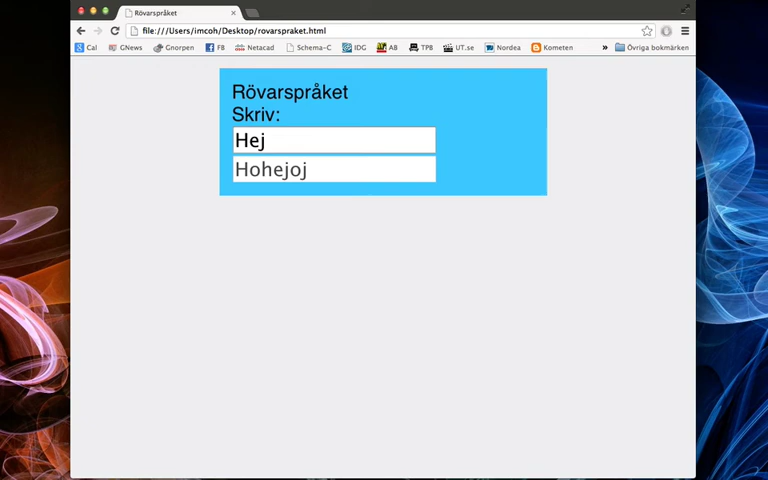 Rövarspråket
file:///Users/imcoh/Desktop/rovarspraket.html
Cal GNews Gnorpen FB Netacad Schema-C IDG AB TPB UT.se Nordea Kometen » Övriga bokmärken
Rövarspråket
Skriv:
Hej
Hohejoj